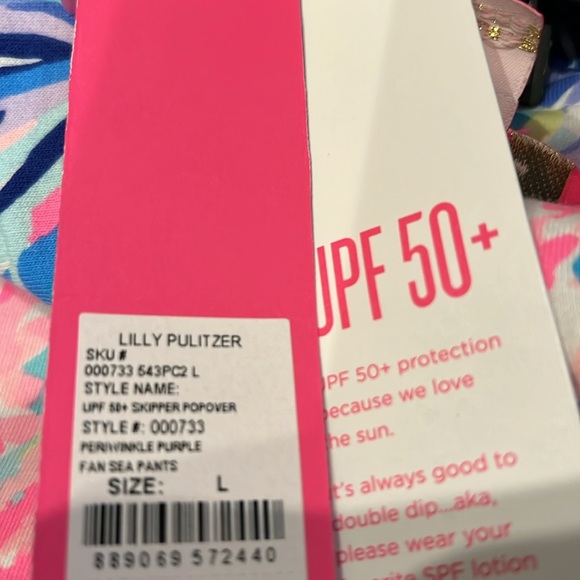 LILLY PULITZER
SKU #
000733 543PC2 L
STYLE NAME:
UPF 50+ SKIPPER POPOVER
STYLE #: 000733
PERIWINKLE PURPLE
FAN SEA PANTS
SIZE: L
889069 572440
UPF 50+
UPF 50+ protection
because we love
the sun.
It's always good to
double dip...aka,
please wear your
SPF lotion